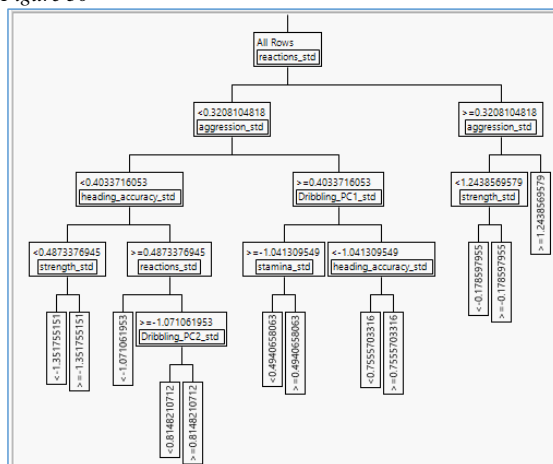 All Rows
reactions_std
<0.3208104818
aggression_std
>=0.3208104818
aggression_std
<0.4033716053
heading_accuracy_std
>=0.4033716053
Dribbling_PC1_std
<1.2438569579
strength_std
>=1.2438569579
<0.4873376945
strength_std
>=0.4873376945
reactions_std
>=-1.041309549
stamina_std
<-1.041309549
heading_accuracy_std
<-0.178597955
>=-0.178597955
<-1.351755151
>=-1.351755151
<-1.071061953
>=-1.071061953
Dribbling_PC2_std
<0.4940658063
>=0.4940658063
<0.7555703316
>=0.7555703316
<0.8148210712
>=0.8148210712